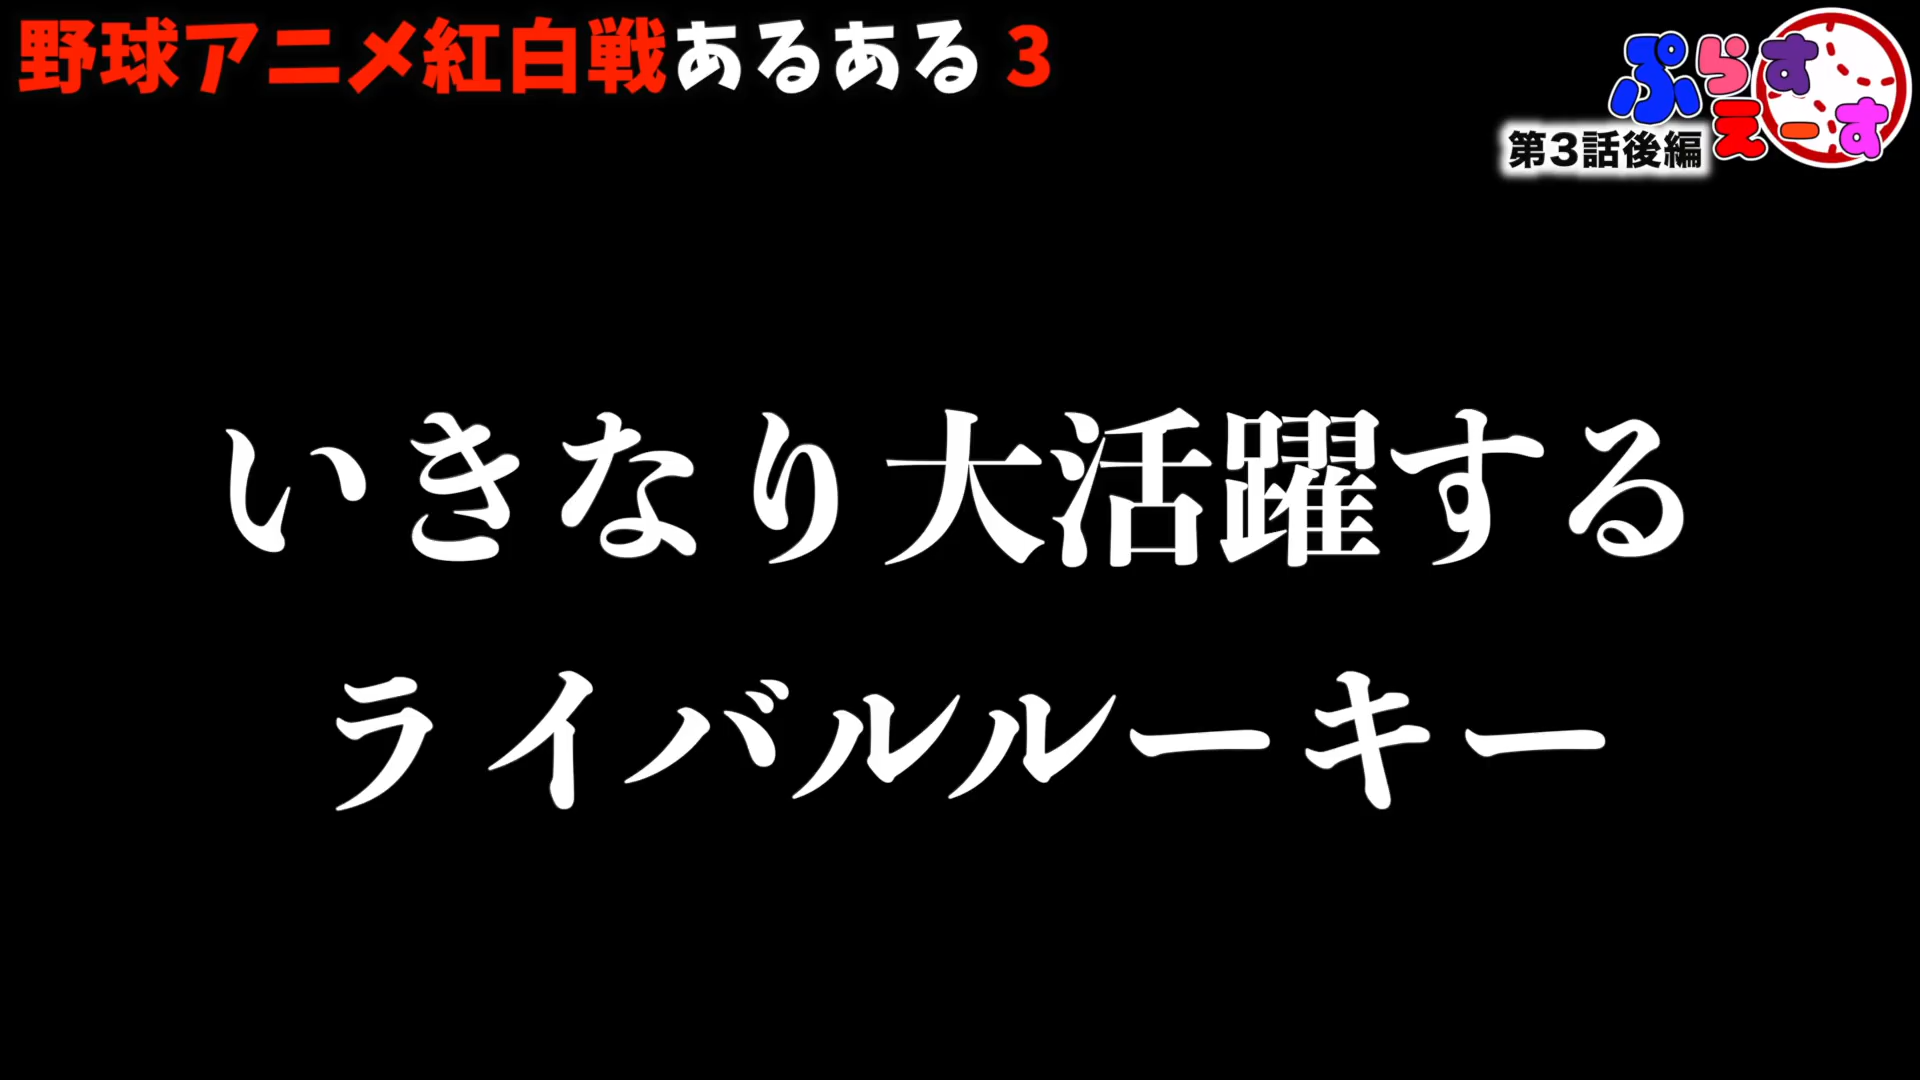 野球アニメ紅白戦あるある 3
ぷらす
えーす
第3話後編
いきなり大活躍する
ライバルルーキー